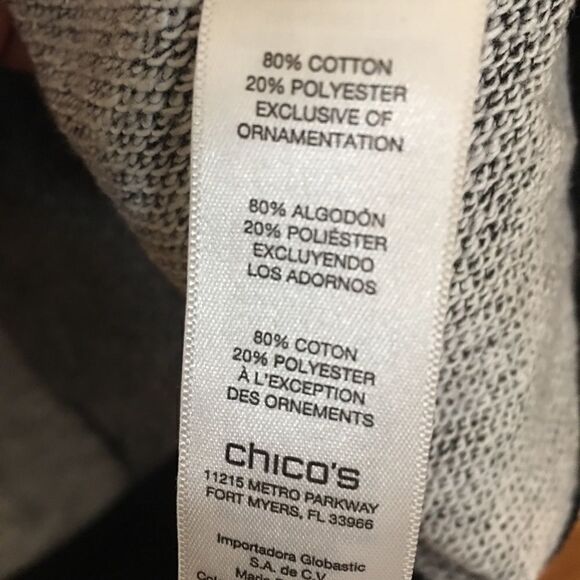 80% COTTON
20% POLYESTER
EXCLUSIVE OF
ORNAMENTATION
80% ALGODÓN
20% POLIÉSTER
EXCLUYENDO
LOS ADORNOS
80% COTON
20% POLYESTER
À L'EXCEPTION
DES ORNEMENTS
chico's
11215 METRO PARKWAY
FORT MYERS, FL 33966
Importadora Globastic
S.A. de C.V.